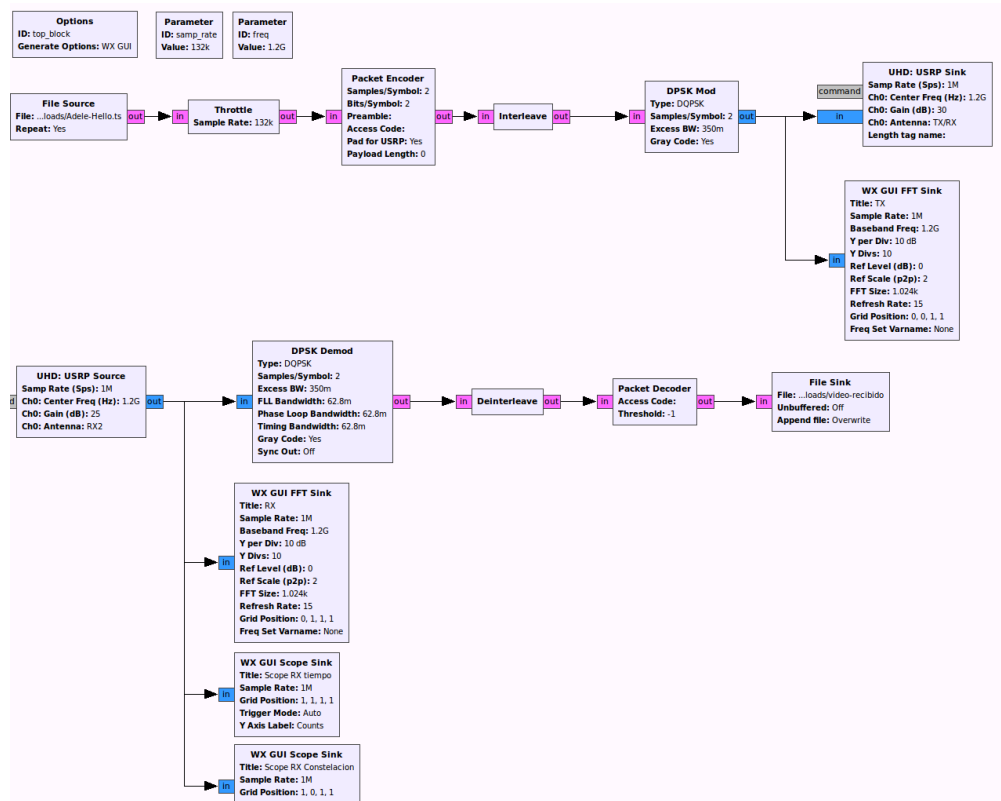 Options
ID: top_block
Generate Options: WX GUI
Parameter
ID: samp_rate
Value: 132k
Parameter
ID: freq
Value: 1.2G
File Source
File: ...loads/Adele-Hello.ts
Repeat: Yes
out
in
Throttle
Sample Rate: 132k
out
in
Packet Encoder
Samples/Symbol: 2
Bits/Symbol: 2
Preamble:
Access Code:
Pad for USRP: Yes
Payload Length: 0
out
in
Interleave
out
in
DPSK Mod
Type: DQPSK
Samples/Symbol: 2
Excess BW: 350m
Gray Code: Yes
out
command
in
UHD: USRP Sink
Samp Rate (Sps): 1M
Ch0: Center Freq (Hz): 1.2G
Ch0: Gain (dB): 30
Ch0: Antenna: TX/RX
Length tag name:
in
WX GUI FFT Sink
Title: TX
Sample Rate: 1M
Baseband Freq: 1.2G
Y per Div: 10 dB
Y Divs: 10
Ref Level (dB): 0
Ref Scale (p2p): 2
FFT Size: 1.024k
Refresh Rate: 15
Grid Position: 0, 0, 1, 1
Freq Set Varname: None
d
UHD: USRP Source
Samp Rate (Sps): 1M
Ch0: Center Freq (Hz): 1.2G
Ch0: Gain (dB): 25
Ch0: Antenna: RX2
out
in
DPSK Demod
Type: DQPSK
Samples/Symbol: 2
Excess BW: 350m
FLL Bandwidth: 62.8m
Phase Loop Bandwidth: 62.8m
Timing Bandwidth: 62.8m
Gray Code: Yes
Sync Out: Off
out
in
Deinterleave
out
in
Packet Decoder
Access Code:
Threshold: -1
out
in
File Sink
File: ...loads/video-recibido
Unbuffered: Off
Append file: Overwrite
in
WX GUI FFT Sink
Title: RX
Sample Rate: 1M
Baseband Freq: 1.2G
Y per Div: 10 dB
Y Divs: 10
Ref Level (dB): 0
Ref Scale (p2p): 2
FFT Size: 1.024k
Refresh Rate: 15
Grid Position: 0, 1, 1, 1
Freq Set Varname: None
in
WX GUI Scope Sink
Title: Scope RX tiempo
Sample Rate: 1M
Grid Position: 1, 1, 1, 1
Trigger Mode: Auto
Y Axis Label: Counts
in
WX GUI Scope Sink
Title: Scope RX Constelacion
Sample Rate: 1M
Grid Position: 1, 0, 1, 1